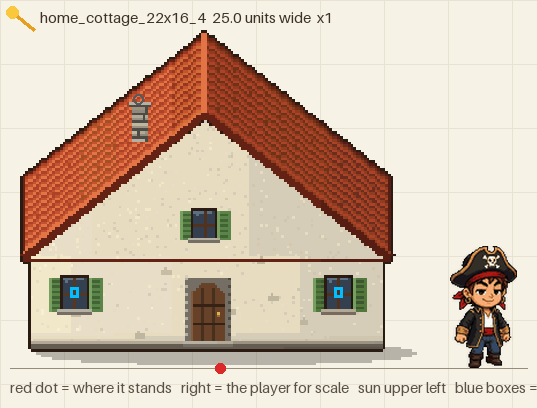 home_cottage_22x16_4  25.0 units wide  x1
red dot = where it stands   right = the player for scale   sun upper left   blue boxes =